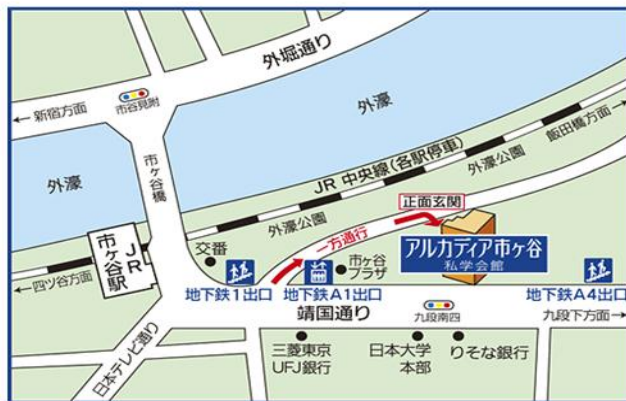 外堀通り
←新宿方面
市谷見附
外濠
飯田橋方面→
外濠
市ヶ谷橋
JR 中央線(各駅停車)
外濠公園
正面玄関
外濠公園
一方通行
アルカディア市ヶ谷
私学会館
JR
市ヶ谷駅
交番
市ヶ谷
プラザ
←四ツ谷方面
地下鉄1出口
地下鉄A1出口
地下鉄A4出口
靖国通り
九段南四
九段下方面→
日本テレビ通り
三菱東京
UFJ銀行
日本大学
本部
りそな銀行